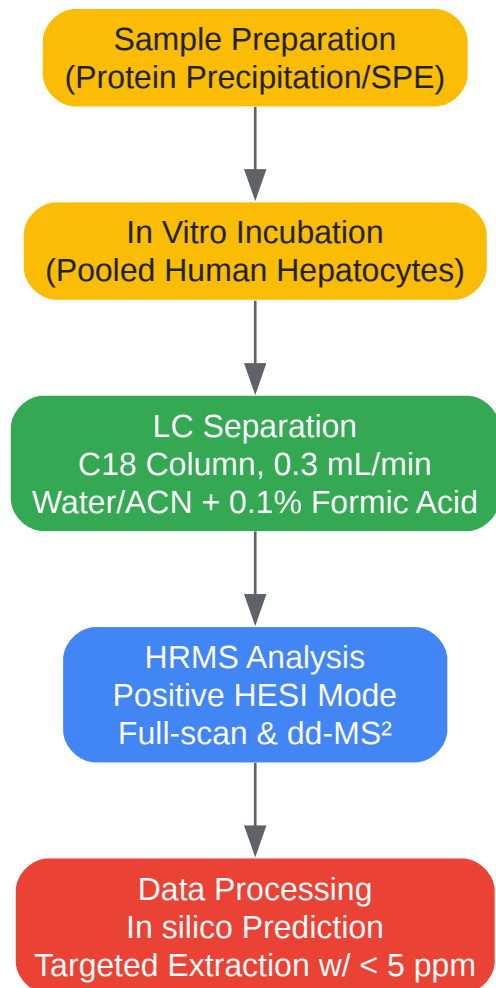 Sample Preparation
(Protein Precipitation/SPE)
In Vitro Incubation
(Pooled Human Hepatocytes)
LC Separation
C18 Column, 0.3 mL/min
Water/ACN + 0.1% Formic Acid
HRMS Analysis
Positive HESI Mode
Full-scan & dd-MS²
Data Processing
In silico Prediction
Targeted Extraction w/ < 5 ppm